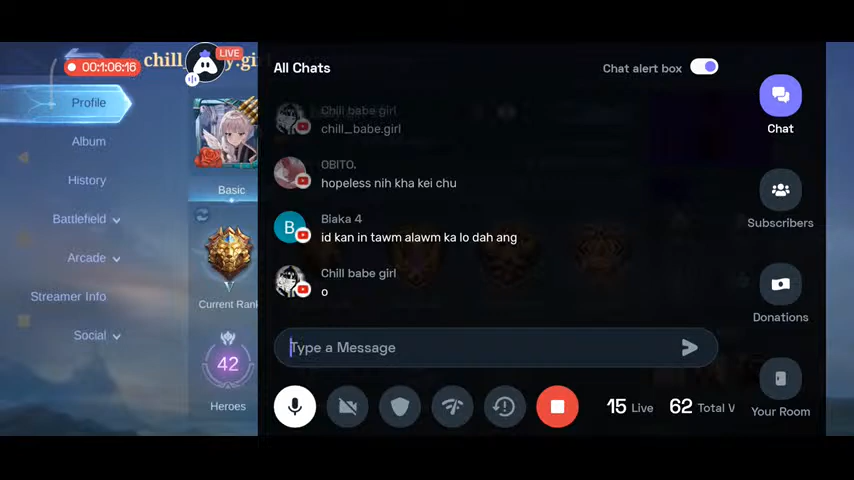 chill_
y.gi
LIVE
00:1:06:16
Profile
Album
History
Battlefield
Arcade
Streamer Info
Social
Basic
Current Rank
42
Heroes
All Chats
Chat alert box
Chill babe girl
chill_babe.girl
OBITO.
hopeless nih kha kei chu
B
Blaka 4
id kan in tawm alawm ka lo dah ang
Chill babe girl
o
Type a Message
15 Live
62 Total V
Chat
Subscribers
Donations
Your Room